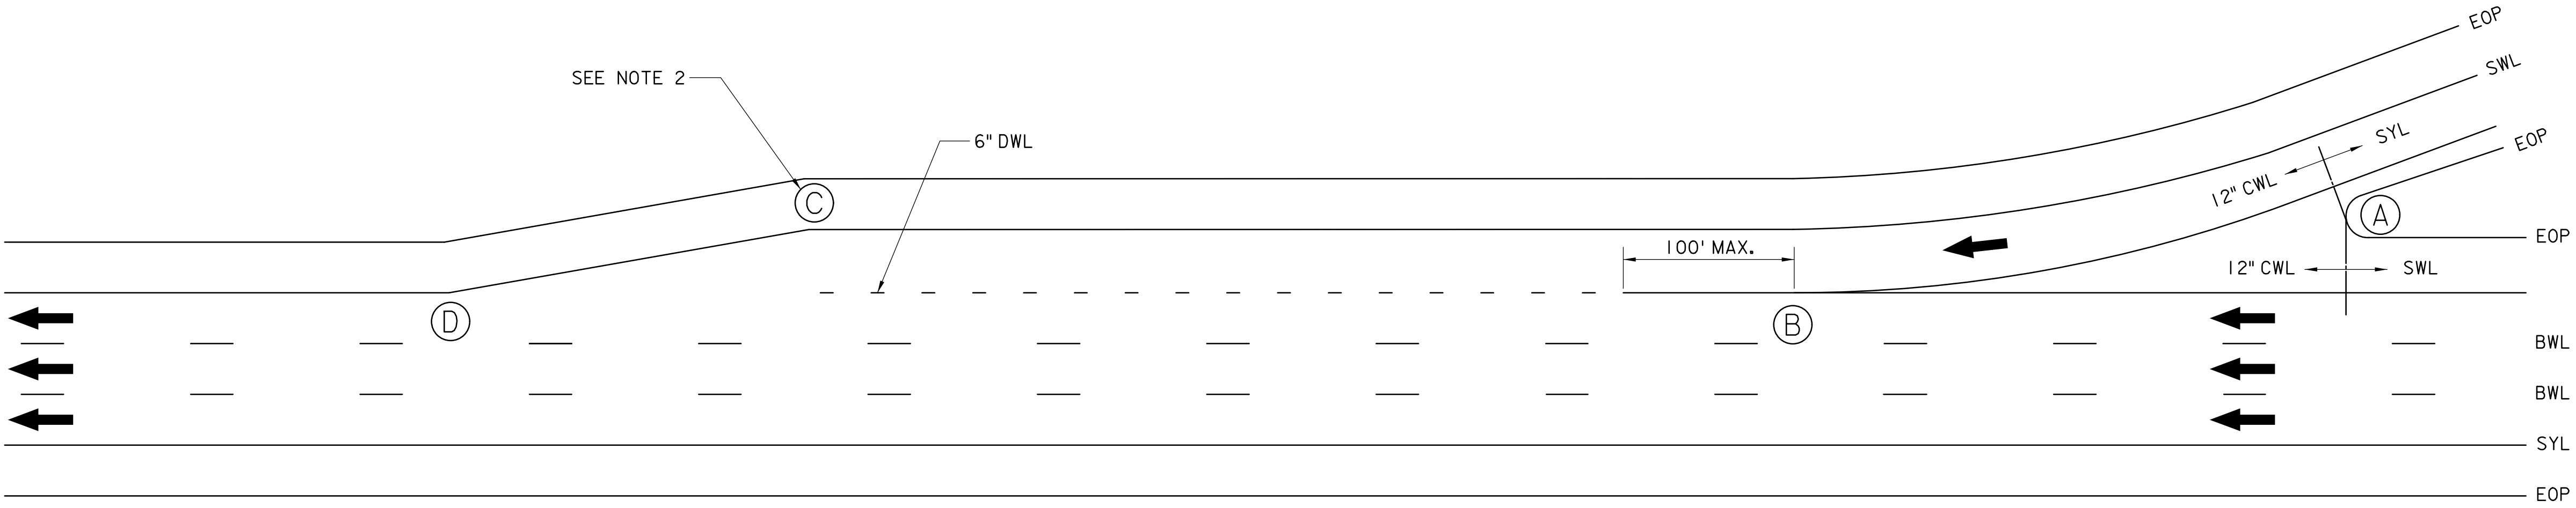 EOP
SWL
SEE NOTE 2
SYL
6" DWL
EOP
12" CWL
C
A
EOP
100' MAX.
12" CWL
SWL
D
B
BWL
BWL
SYL
EOP